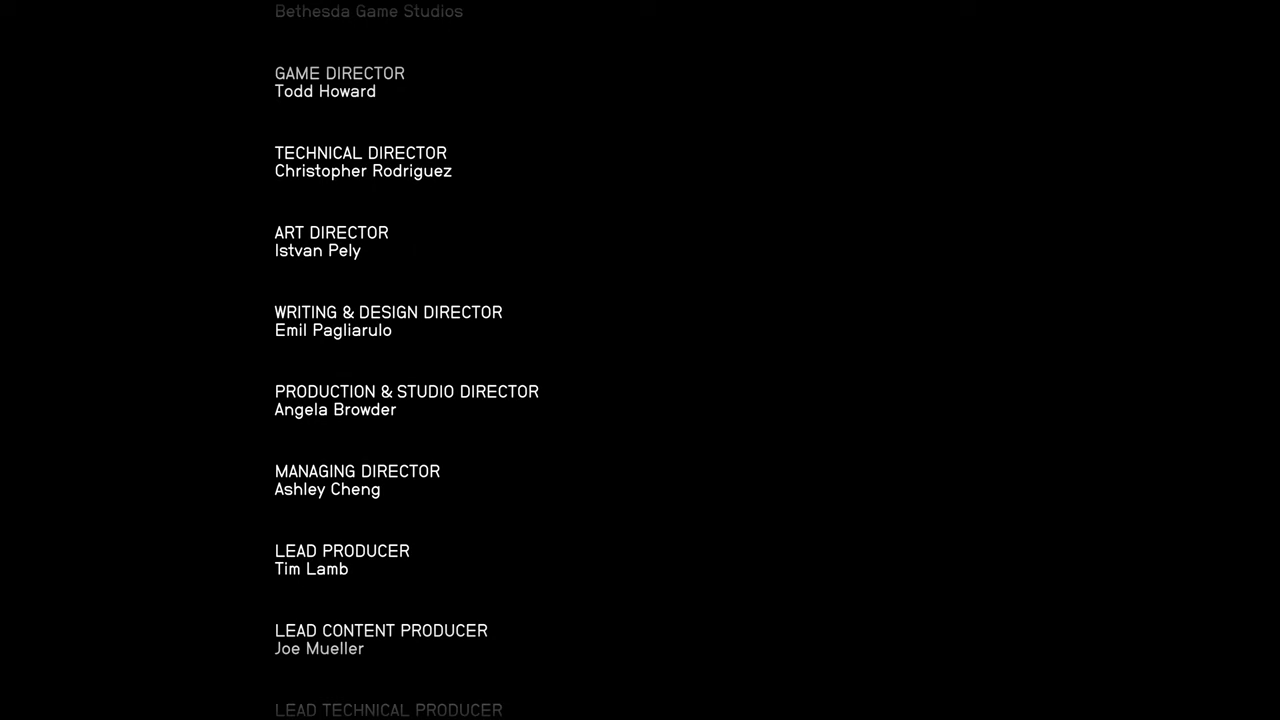 Bethesda Game Studios
GAME DIRECTOR
Todd Howard
TECHNICAL DIRECTOR
Christopher Rodriguez
ART DIRECTOR
Istvan Pely
WRITING & DESIGN DIRECTOR
Emil Pagliarulo
PRODUCTION & STUDIO DIRECTOR
Angela Browder
MANAGING DIRECTOR
Ashley Cheng
LEAD PRODUCER
Tim Lamb
LEAD CONTENT PRODUCER
Joe Mueller
LEAD TECHNICAL PRODUCER